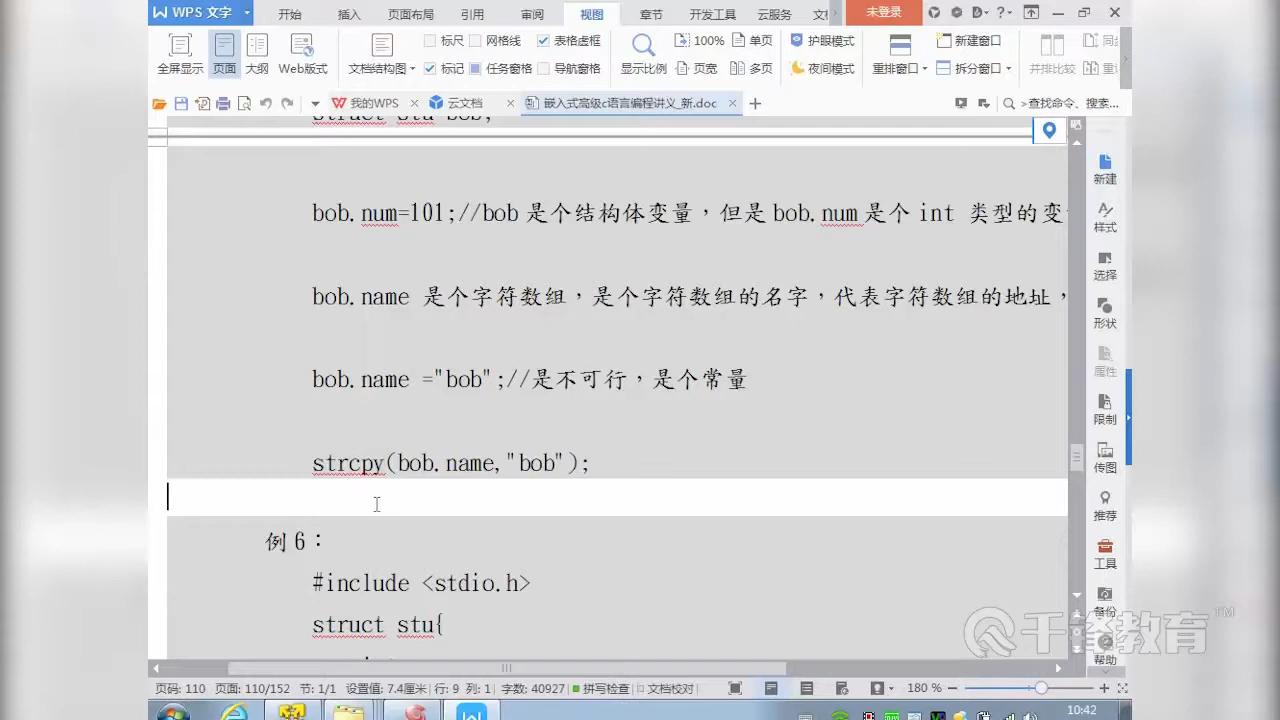 WPS 文字 开始 插入 页面布局 引用 审阅 视图 章节 开发工具 云服务 未登录
标尺 网格线 表格虚框 100% 单页 护眼模式 新建窗口
全屏显示 页面 大纲 Web版式 文档结构图 标记 任务窗格 导航窗格 显示比例 页宽 多页 夜间模式 重排窗口 拆分窗口 并排比较
我的WPS 云文档 嵌入式高级c语言编程讲义_新.doc 查找命令、搜索...
struct stu bob;
bob.num=101;//bob 是个结构体变量，但是 bob.num 是个 int 类型的变
bob.name 是个字符数组，是个字符数组的名字，代表字符数组的地址，
bob.name ="bob";//是不可行，是个常量
strcpy(bob.name,"bob");
例 6：
#include <stdio.h>
struct stu{
新建
样式
选择
形状
属性
限制
传图
推荐
工具
备份
帮助
千锋教育 TM
页码: 110 页面: 110/152 节: 1/1 设置值: 7.4厘米 行: 9 列: 1 字数: 40927 拼写检查 文档校对 180 %
10:42